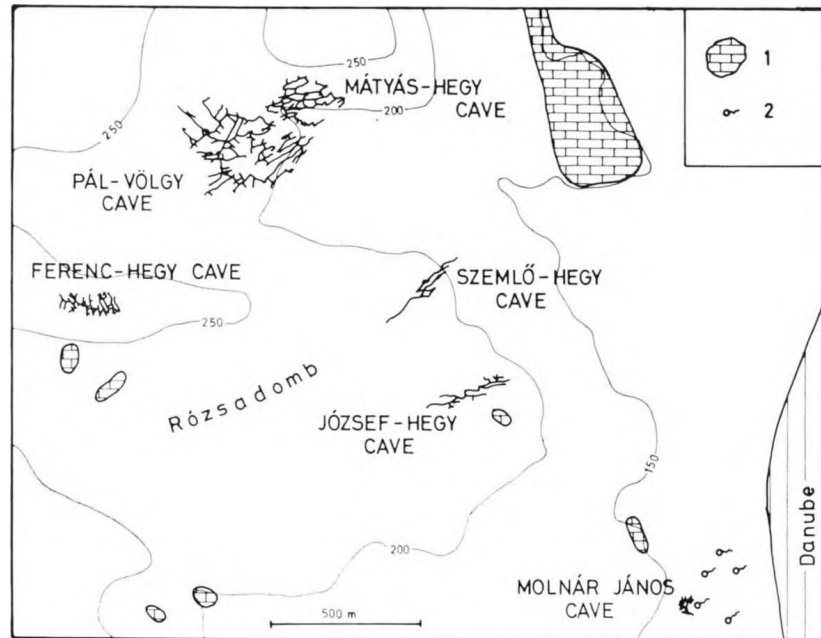 250
MÁTYÁS-HEGY
CAVE
200
1
2
250
PÁL-VÖLGY
CAVE
FERENC-HEGY CAVE
SZEMLŐ-HEGY
CAVE
250
Rózsadomb
JÓZSEF-HEGY
CAVE
150
200
Danube
MOLNÁR JÁNOS
CAVE
500 m